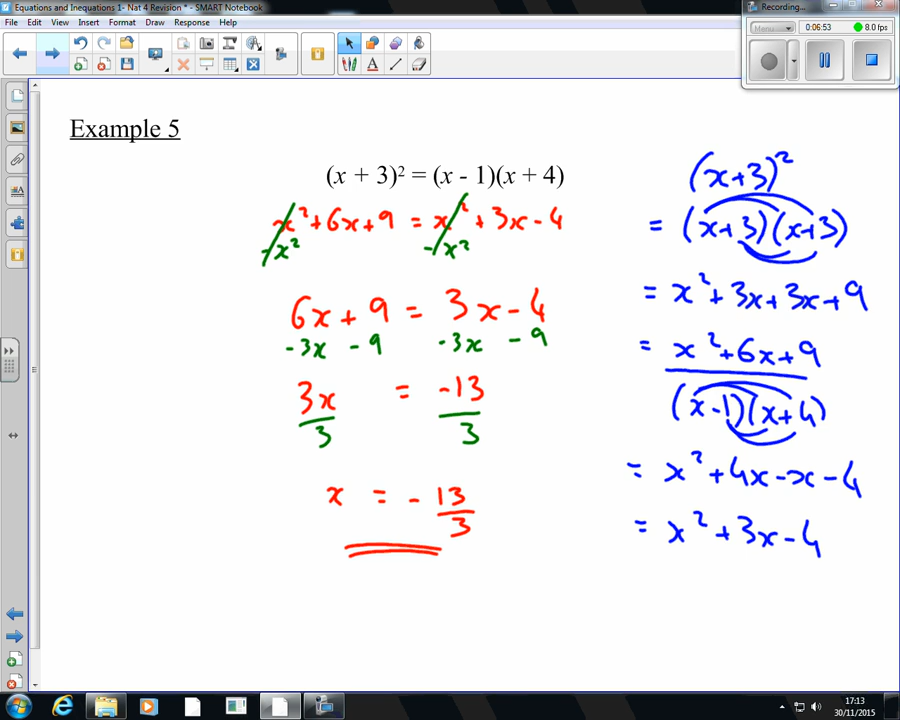 Equations and Inequations 1- Nat 4 Revision * - SMART Notebook
File Edit View Insert Format Draw Response Help
Recording...
Menu
0:06:53
8.0 fps
A
Example 5
(x + 3)² = (x - 1)(x + 4)
x² + 6x + 9 = x² + 3x - 4
-x² -x²
6x + 9 = 3x - 4
-3x - 9 -3x - 9
3x = -13
3 3
x = - 13/3
(x+3)²
= (x+3)(x+3)
= x² + 3x + 3x + 9
= x² + 6x + 9
(x-1)(x+4)
= x² + 4x - x - 4
= x² + 3x - 4
17:13
30/11/2015